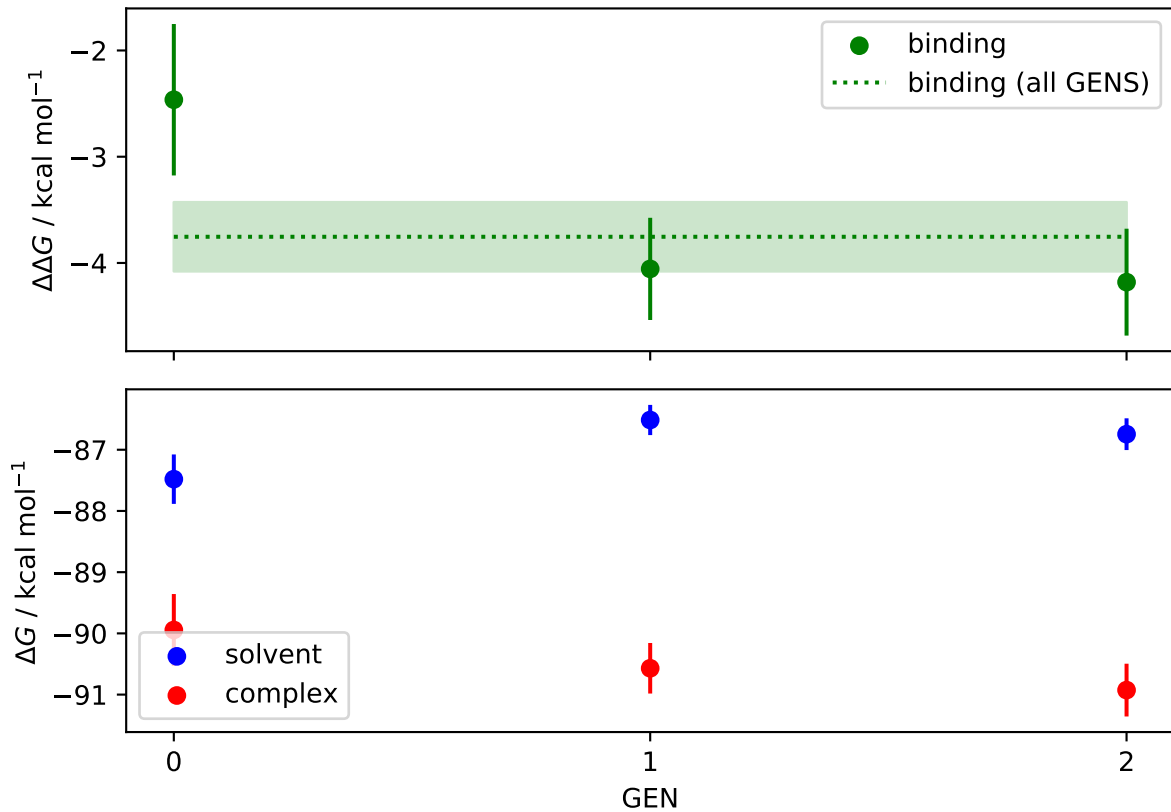 ΔΔG / kcal mol⁻¹
−2
−3
−4
binding
binding (all GENS)
ΔG / kcal mol⁻¹
−87
−88
−89
−90
−91
solvent
complex
0 1 2
GEN